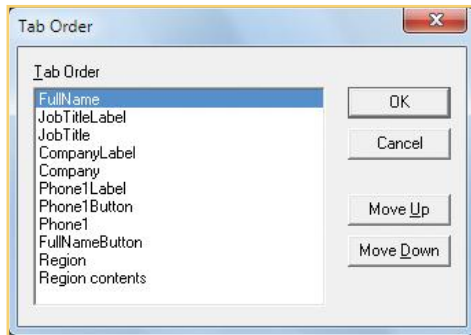 Tab Order
Tab Order
FullName
JobTitleLabel
JobTitle
CompanyLabel
Company
Phone1Label
Phone1Button
Phone1
FullNameButton
Region
Region contents
OK
Cancel
Move Up
Move Down